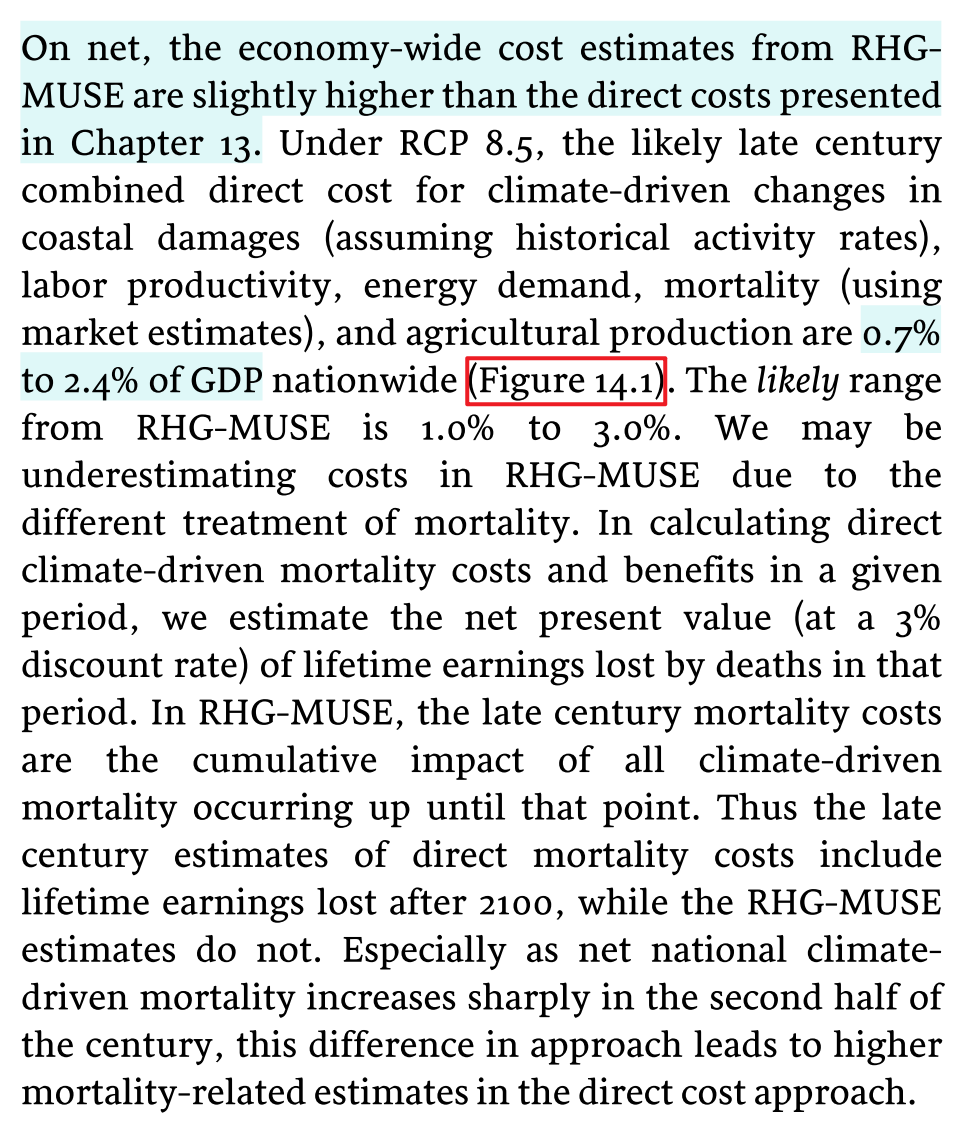 On net, the economy-wide cost estimates from RHG-
MUSE are slightly higher than the direct costs presented
in Chapter 13. Under RCP 8.5, the likely late century
combined direct cost for climate-driven changes in
coastal damages (assuming historical activity rates),
labor productivity, energy demand, mortality (using
market estimates), and agricultural production are 0.7%
to 2.4% of GDP nationwide (Figure 14.1). The likely range
from RHG-MUSE is 1.0% to 3.0%. We may be
underestimating costs in RHG-MUSE due to the
different treatment of mortality. In calculating direct
climate-driven mortality costs and benefits in a given
period, we estimate the net present value (at a 3%
discount rate) of lifetime earnings lost by deaths in that
period. In RHG-MUSE, the late century mortality costs
are the cumulative impact of all climate-driven
mortality occurring up until that point. Thus the late
century estimates of direct mortality costs include
lifetime earnings lost after 2100, while the RHG-MUSE
estimates do not. Especially as net national climate-
driven mortality increases sharply in the second half of
the century, this difference in approach leads to higher
mortality-related estimates in the direct cost approach.